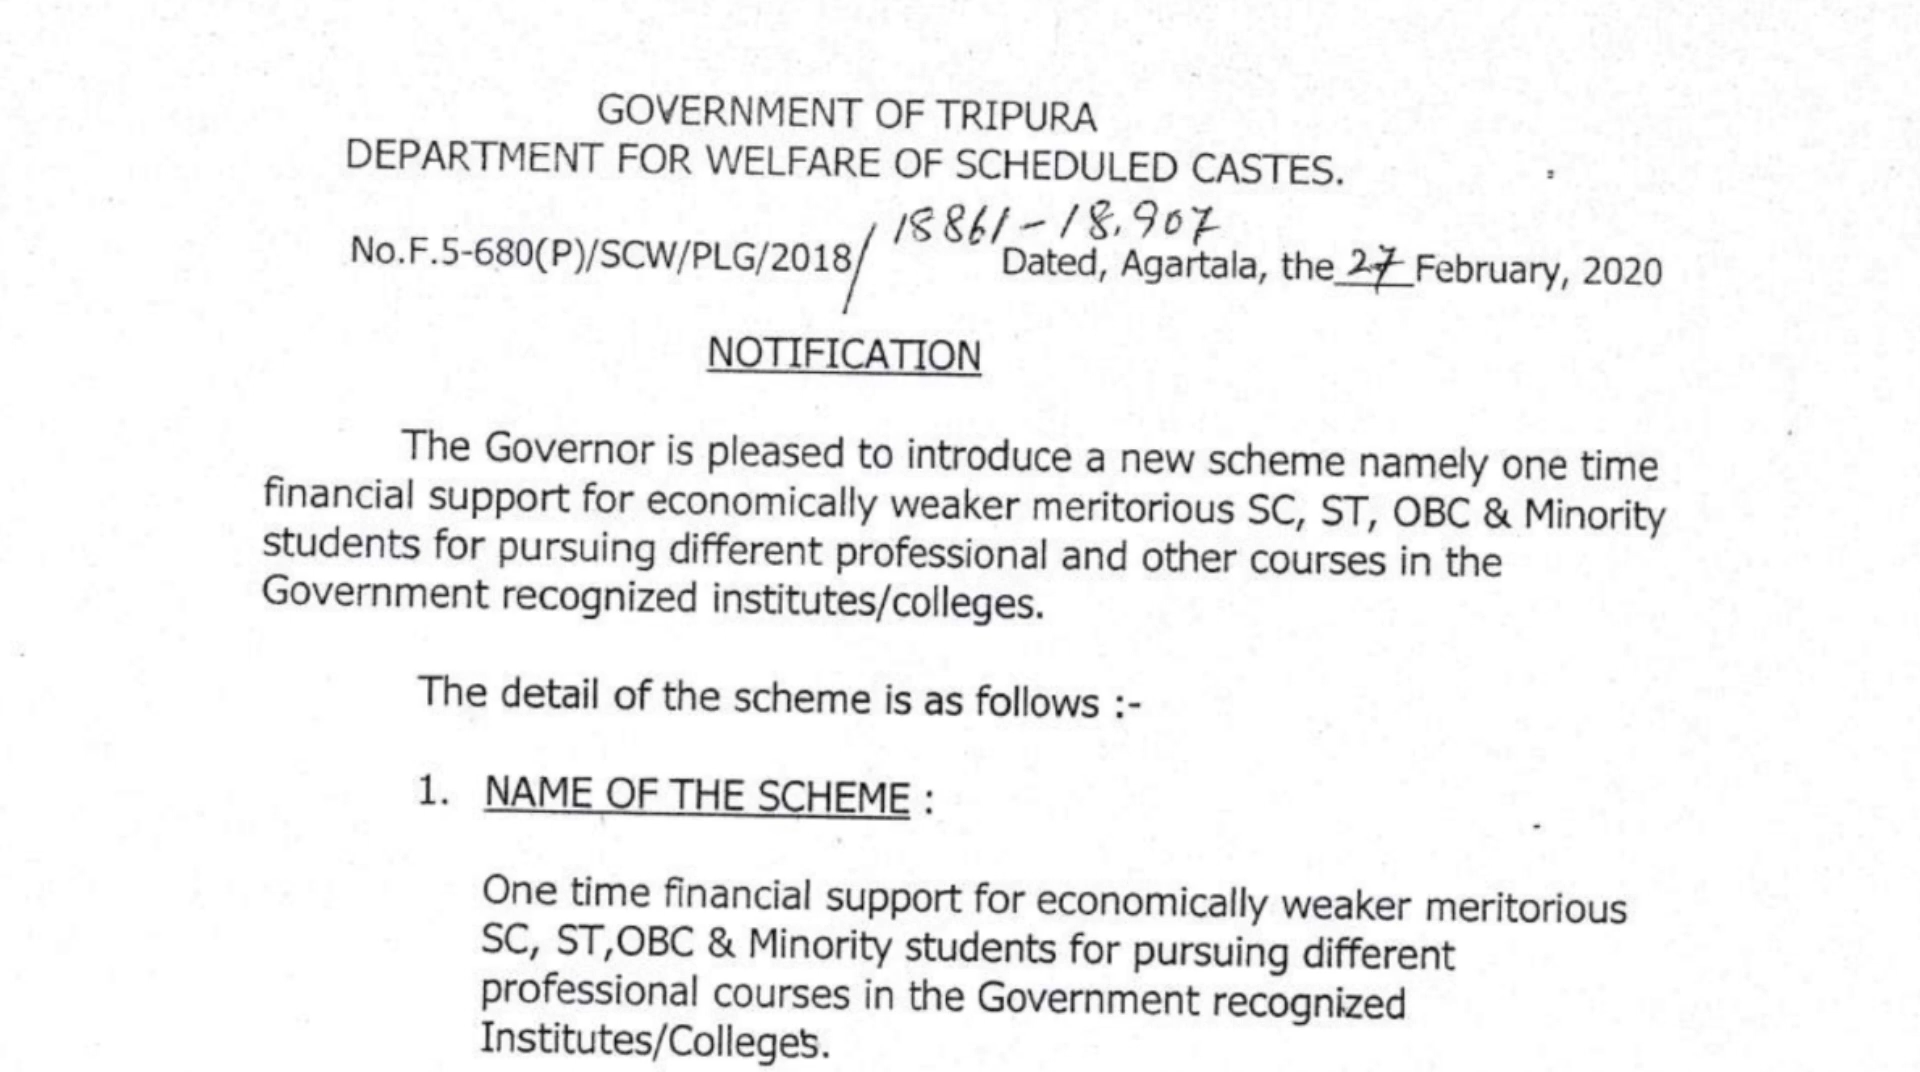 GOVERNMENT OF TRIPURA
DEPARTMENT FOR WELFARE OF SCHEDULED CASTES.
No.F.5-680(P)/SCW/PLG/2018/ 18861-18,907
Dated, Agartala, the 27 February, 2020
NOTIFICATION
The Governor is pleased to introduce a new scheme namely one time
financial support for economically weaker meritorious SC, ST, OBC & Minority
students for pursuing different professional and other courses in the
Government recognized institutes/colleges.
The detail of the scheme is as follows :-
1. NAME OF THE SCHEME :
One time financial support for economically weaker meritorious
SC, ST,OBC & Minority students for pursuing different
professional courses in the Government recognized
Institutes/Colleges.